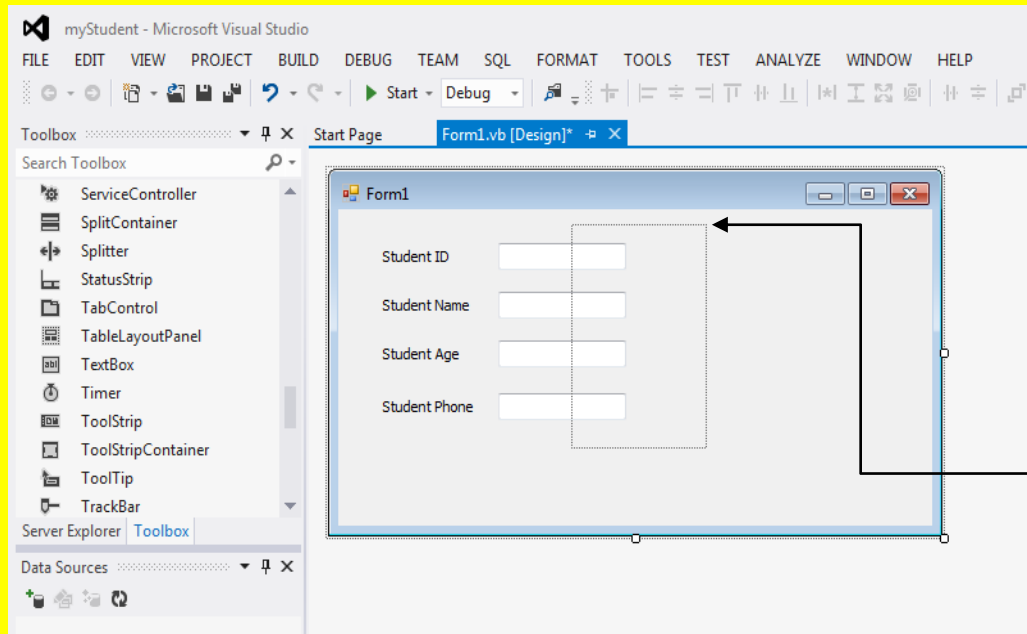 myStudent - Microsoft Visual Studio
FILE EDIT VIEW PROJECT BUILD DEBUG TEAM SQL FORMAT TOOLS TEST ANALYZE WINDOW HELP
Start Debug
Toolbox
Start Page Form1.vb [Design]*
Search Toolbox
ServiceController
SplitContainer
Splitter
StatusStrip
TabControl
TableLayoutPanel
TextBox
Timer
ToolStrip
ToolStripContainer
ToolTip
TrackBar
Server Explorer Toolbox
Data Sources
Form1
Student ID
Student Name
Student Age
Student Phone